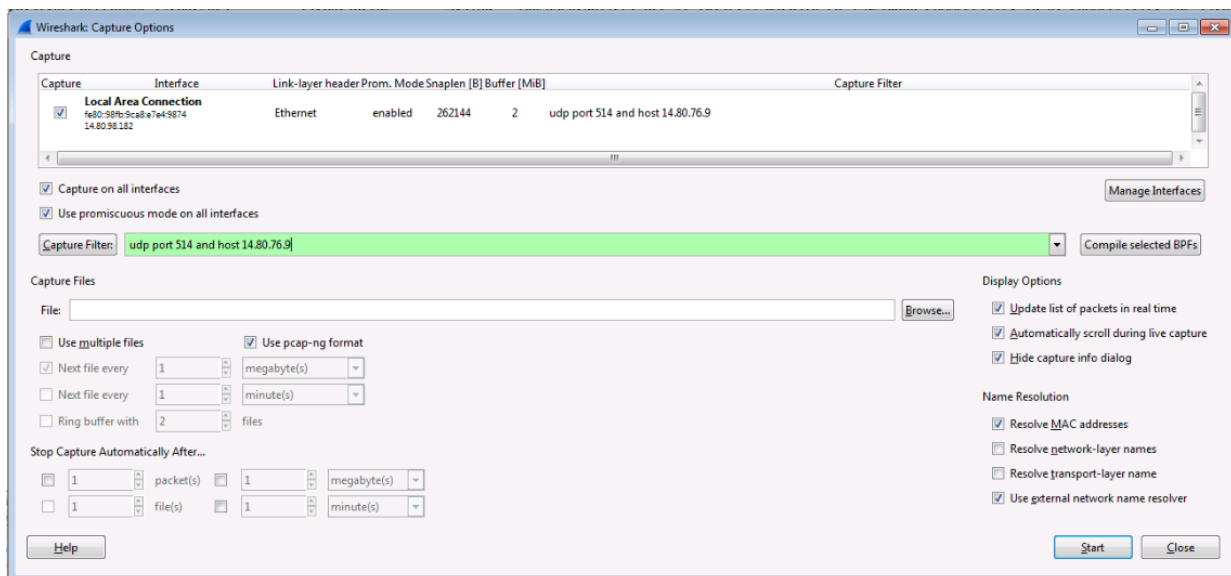 Wireshark: Capture Options
Capture
Capture Interface Link-layer header Prom. Mode Snaplen [B] Buffer [MiB] Capture Filter
Local Area Connection
fe80::98fb:9ca8:e7e4:9874 Ethernet enabled 262144 2 udp port 514 and host 14.80.76.9
14.80.98.182
Capture on all interfaces Manage Interfaces
Use promiscuous mode on all interfaces
Capture Filter: udp port 514 and host 14.80.76.9 Compile selected BPFs
Capture Files Display Options
File: Browse... Update list of packets in real time
Use multiple files Use pcap-ng format Automatically scroll during live capture
Next file every 1 megabyte(s) Hide capture info dialog
Next file every 1 minute(s) Name Resolution
Ring buffer with 2 files Resolve MAC addresses
Stop Capture Automatically After... Resolve network-layer names
1 packet(s) 1 megabyte(s) Resolve transport-layer name
1 file(s) 1 minute(s) Use external network name resolver
Help Start Close